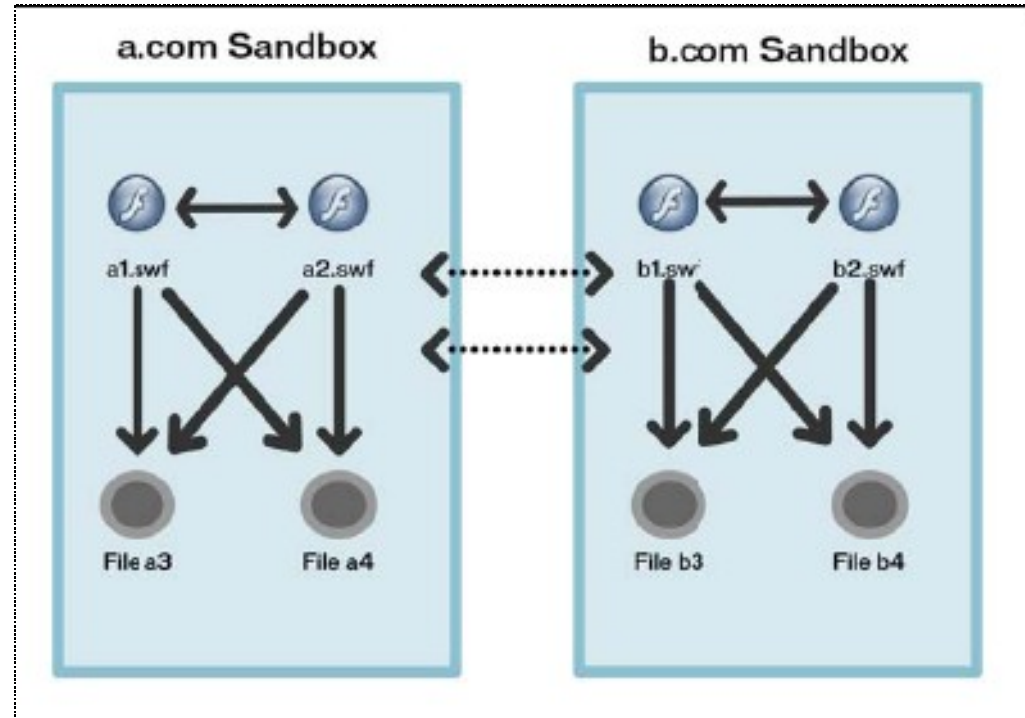 a.com Sandbox
b.com Sandbox
a1.swf
a2.swf
b1.sw
b2.swf
File a3
File a4
File b3
File b4